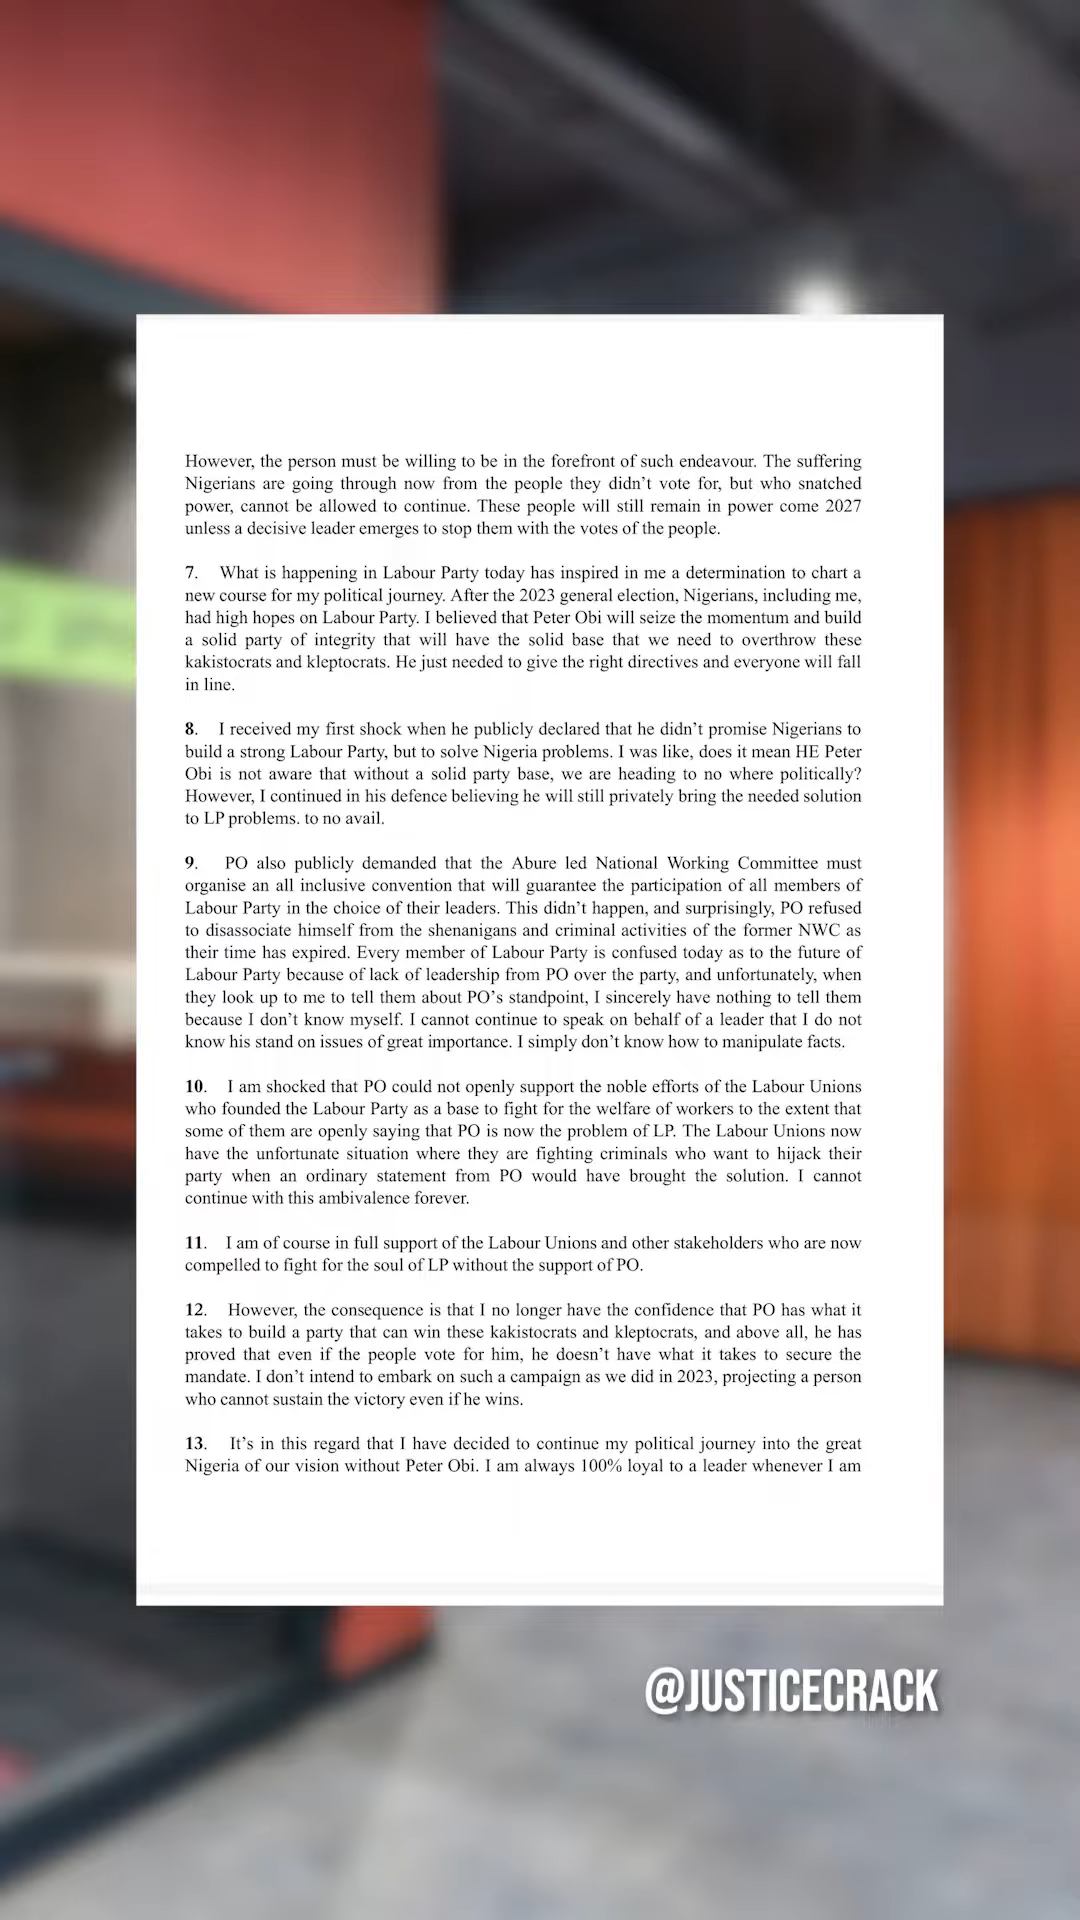 However, the person must be willing to be in the forefront of such endeavour. The suffering
Nigerians are going through now from the people they didn't vote for, but who snatched
power, cannot be allowed to continue. These people will still remain in power come 2027
unless a decisive leader emerges to stop them with the votes of the people.
7. What is happening in Labour Party today has inspired in me a determination to chart a
new course for my political journey. After the 2023 general election, Nigerians, including me,
had high hopes on Labour Party. I believed that Peter Obi will seize the momentum and build
a solid party of integrity that will have the solid base that we need to overthrow these
kakistocrats and kleptocrats. He just needed to give the right directives and everyone will fall
in line.
8. I received my first shock when he publicly declared that he didn't promise Nigerians to
build a strong Labour Party, but to solve Nigeria problems. I was like, does it mean HE Peter
Obi is not aware that without a solid party base, we are heading to no where politically?
However, I continued in his defence believing he will still privately bring the needed solution
to LP problems. to no avail.
9. PO also publicly demanded that the Abure led National Working Committee must
organise an all inclusive convention that will guarantee the participation of all members of
Labour Party in the choice of their leaders. This didn't happen, and surprisingly, PO refused
to disassociate himself from the shenanigans and criminal activities of the former NWC as
their time has expired. Every member of Labour Party is confused today as to the future of
Labour Party because of lack of leadership from PO over the party, and unfortunately, when
they look up to me to tell them about PO's standpoint, I sincerely have nothing to tell them
because I don't know myself. I cannot continue to speak on behalf of a leader that I do not
know his stand on issues of great importance. I simply don't know how to manipulate facts.
10. I am shocked that PO could not openly support the noble efforts of the Labour Unions
who founded the Labour Party as a base to fight for the welfare of workers to the extent that
some of them are openly saying that PO is now the problem of LP. The Labour Unions now
have the unfortunate situation where they are fighting criminals who want to hijack their
party when an ordinary statement from PO would have brought the solution. I cannot
continue with this ambivalence forever.
11. I am of course in full support of the Labour Unions and other stakeholders who are now
compelled to fight for the soul of LP without the support of PO.
12. However, the consequence is that I no longer have the confidence that PO has what it
takes to build a party that can win these kakistocrats and kleptocrats, and above all, he has
proved that even if the people vote for him, he doesn't have what it takes to secure the
mandate. I don't intend to embark on such a campaign as we did in 2023, projecting a person
who cannot sustain the victory even if he wins.
13. It's in this regard that I have decided to continue my political journey into the great
Nigeria of our vision without Peter Obi. I am always 100% loyal to a leader whenever I am
@JUSTICECRACK